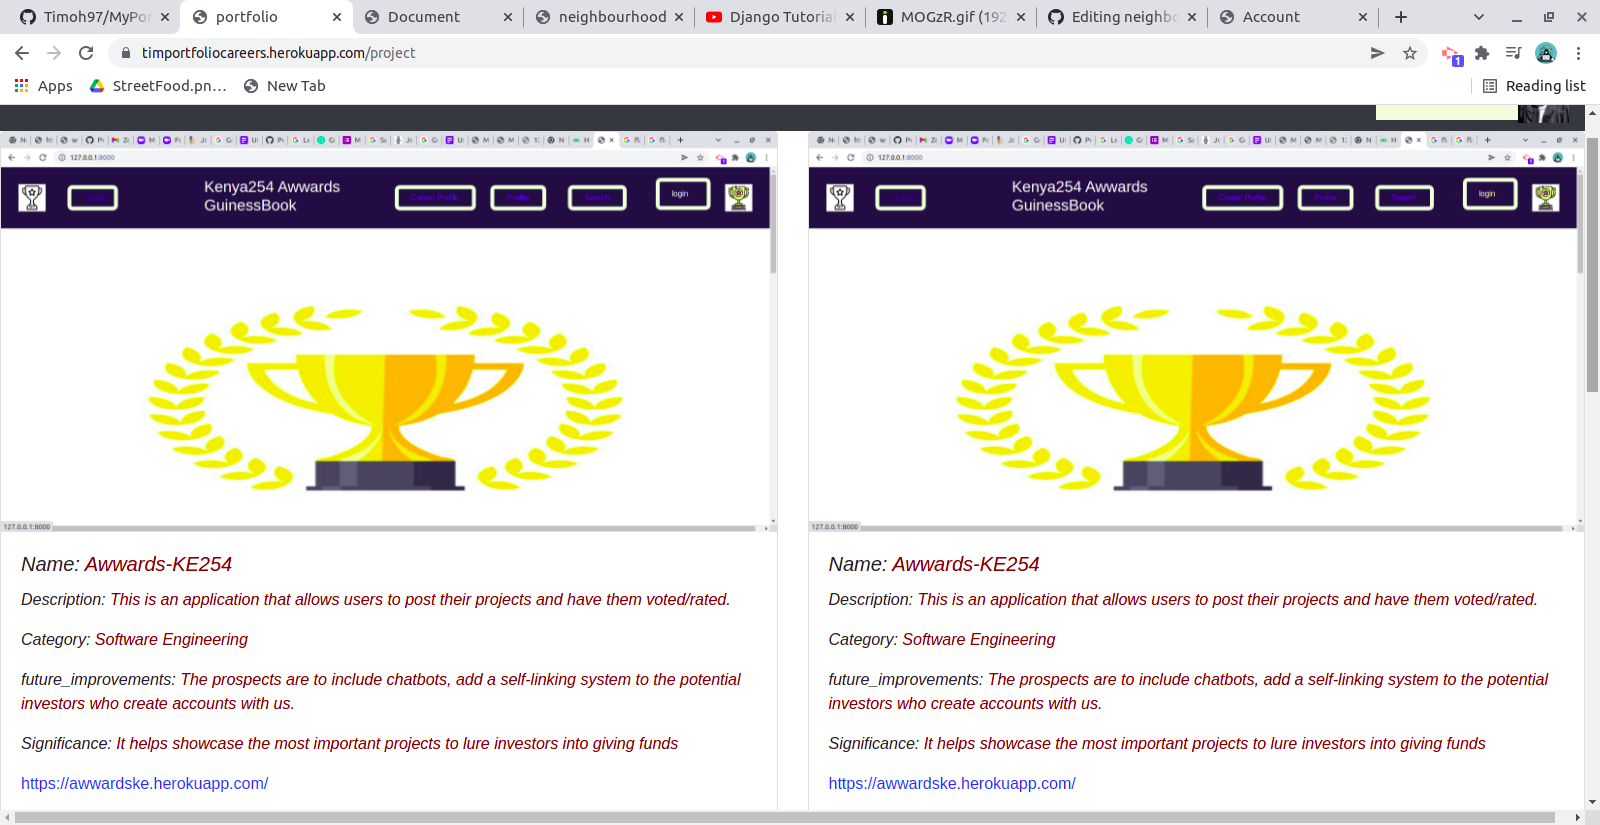 Timoh97/MyPor
portfolio
Document
neighbourhood
Django Tutorial
MOGzR.gif (192
Editing neighbo
Account
timportfoliocareers.herokuapp.com/project
1
Apps
StreetFood.pn...
New Tab
Reading list
127.0.0.1:8000
127.0.0.1:8000
Kenya254 Awwards
GuinessBook
Create Profile
Profile
Search
login
Kenya254 Awwards
GuinessBook
Create Profile
Profile
Search
login
127.0.0.1:8000
127.0.0.1:8000
Name: Awwards-KE254
Description: This is an application that allows users to post their projects and have them voted/rated.
Category: Software Engineering
future_improvements: The prospects are to include chatbots, add a self-linking system to the potential
investors who create accounts with us.
Significance: It helps showcase the most important projects to lure investors into giving funds
https://awwardske.herokuapp.com/
Name: Awwards-KE254
Description: This is an application that allows users to post their projects and have them voted/rated.
Category: Software Engineering
future_improvements: The prospects are to include chatbots, add a self-linking system to the potential
investors who create accounts with us.
Significance: It helps showcase the most important projects to lure investors into giving funds
https://awwardske.herokuapp.com/